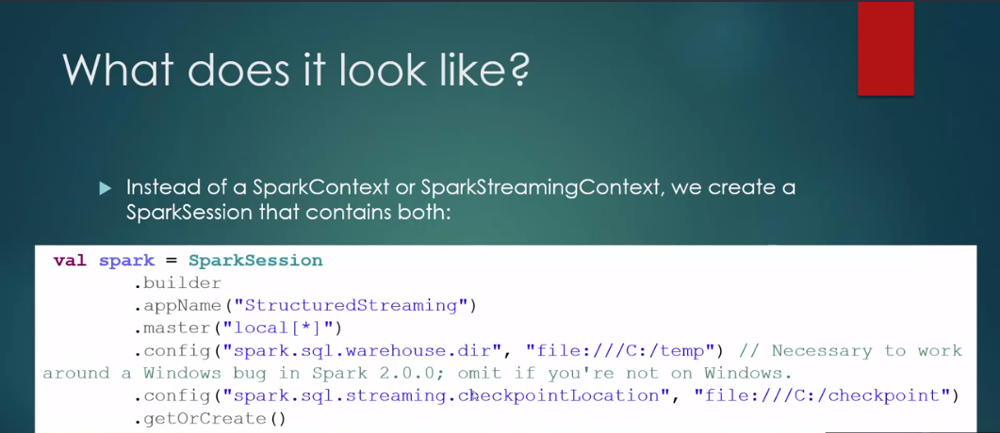 What does it look like?
Instead of a SparkContext or SparkStreamingContext, we create a
SparkSession that contains both:
val spark = SparkSession
.builder
.appName("StructuredStreaming")
.master("local[*]")
.config("spark.sql.warehouse.dir", "file:///C:/temp") // Necessary to work
around a Windows bug in Spark 2.0.0; omit if you're not on Windows.
.config("spark.sql.streaming.checkpointLocation", "file:///C:/checkpoint")
.getOrCreate()